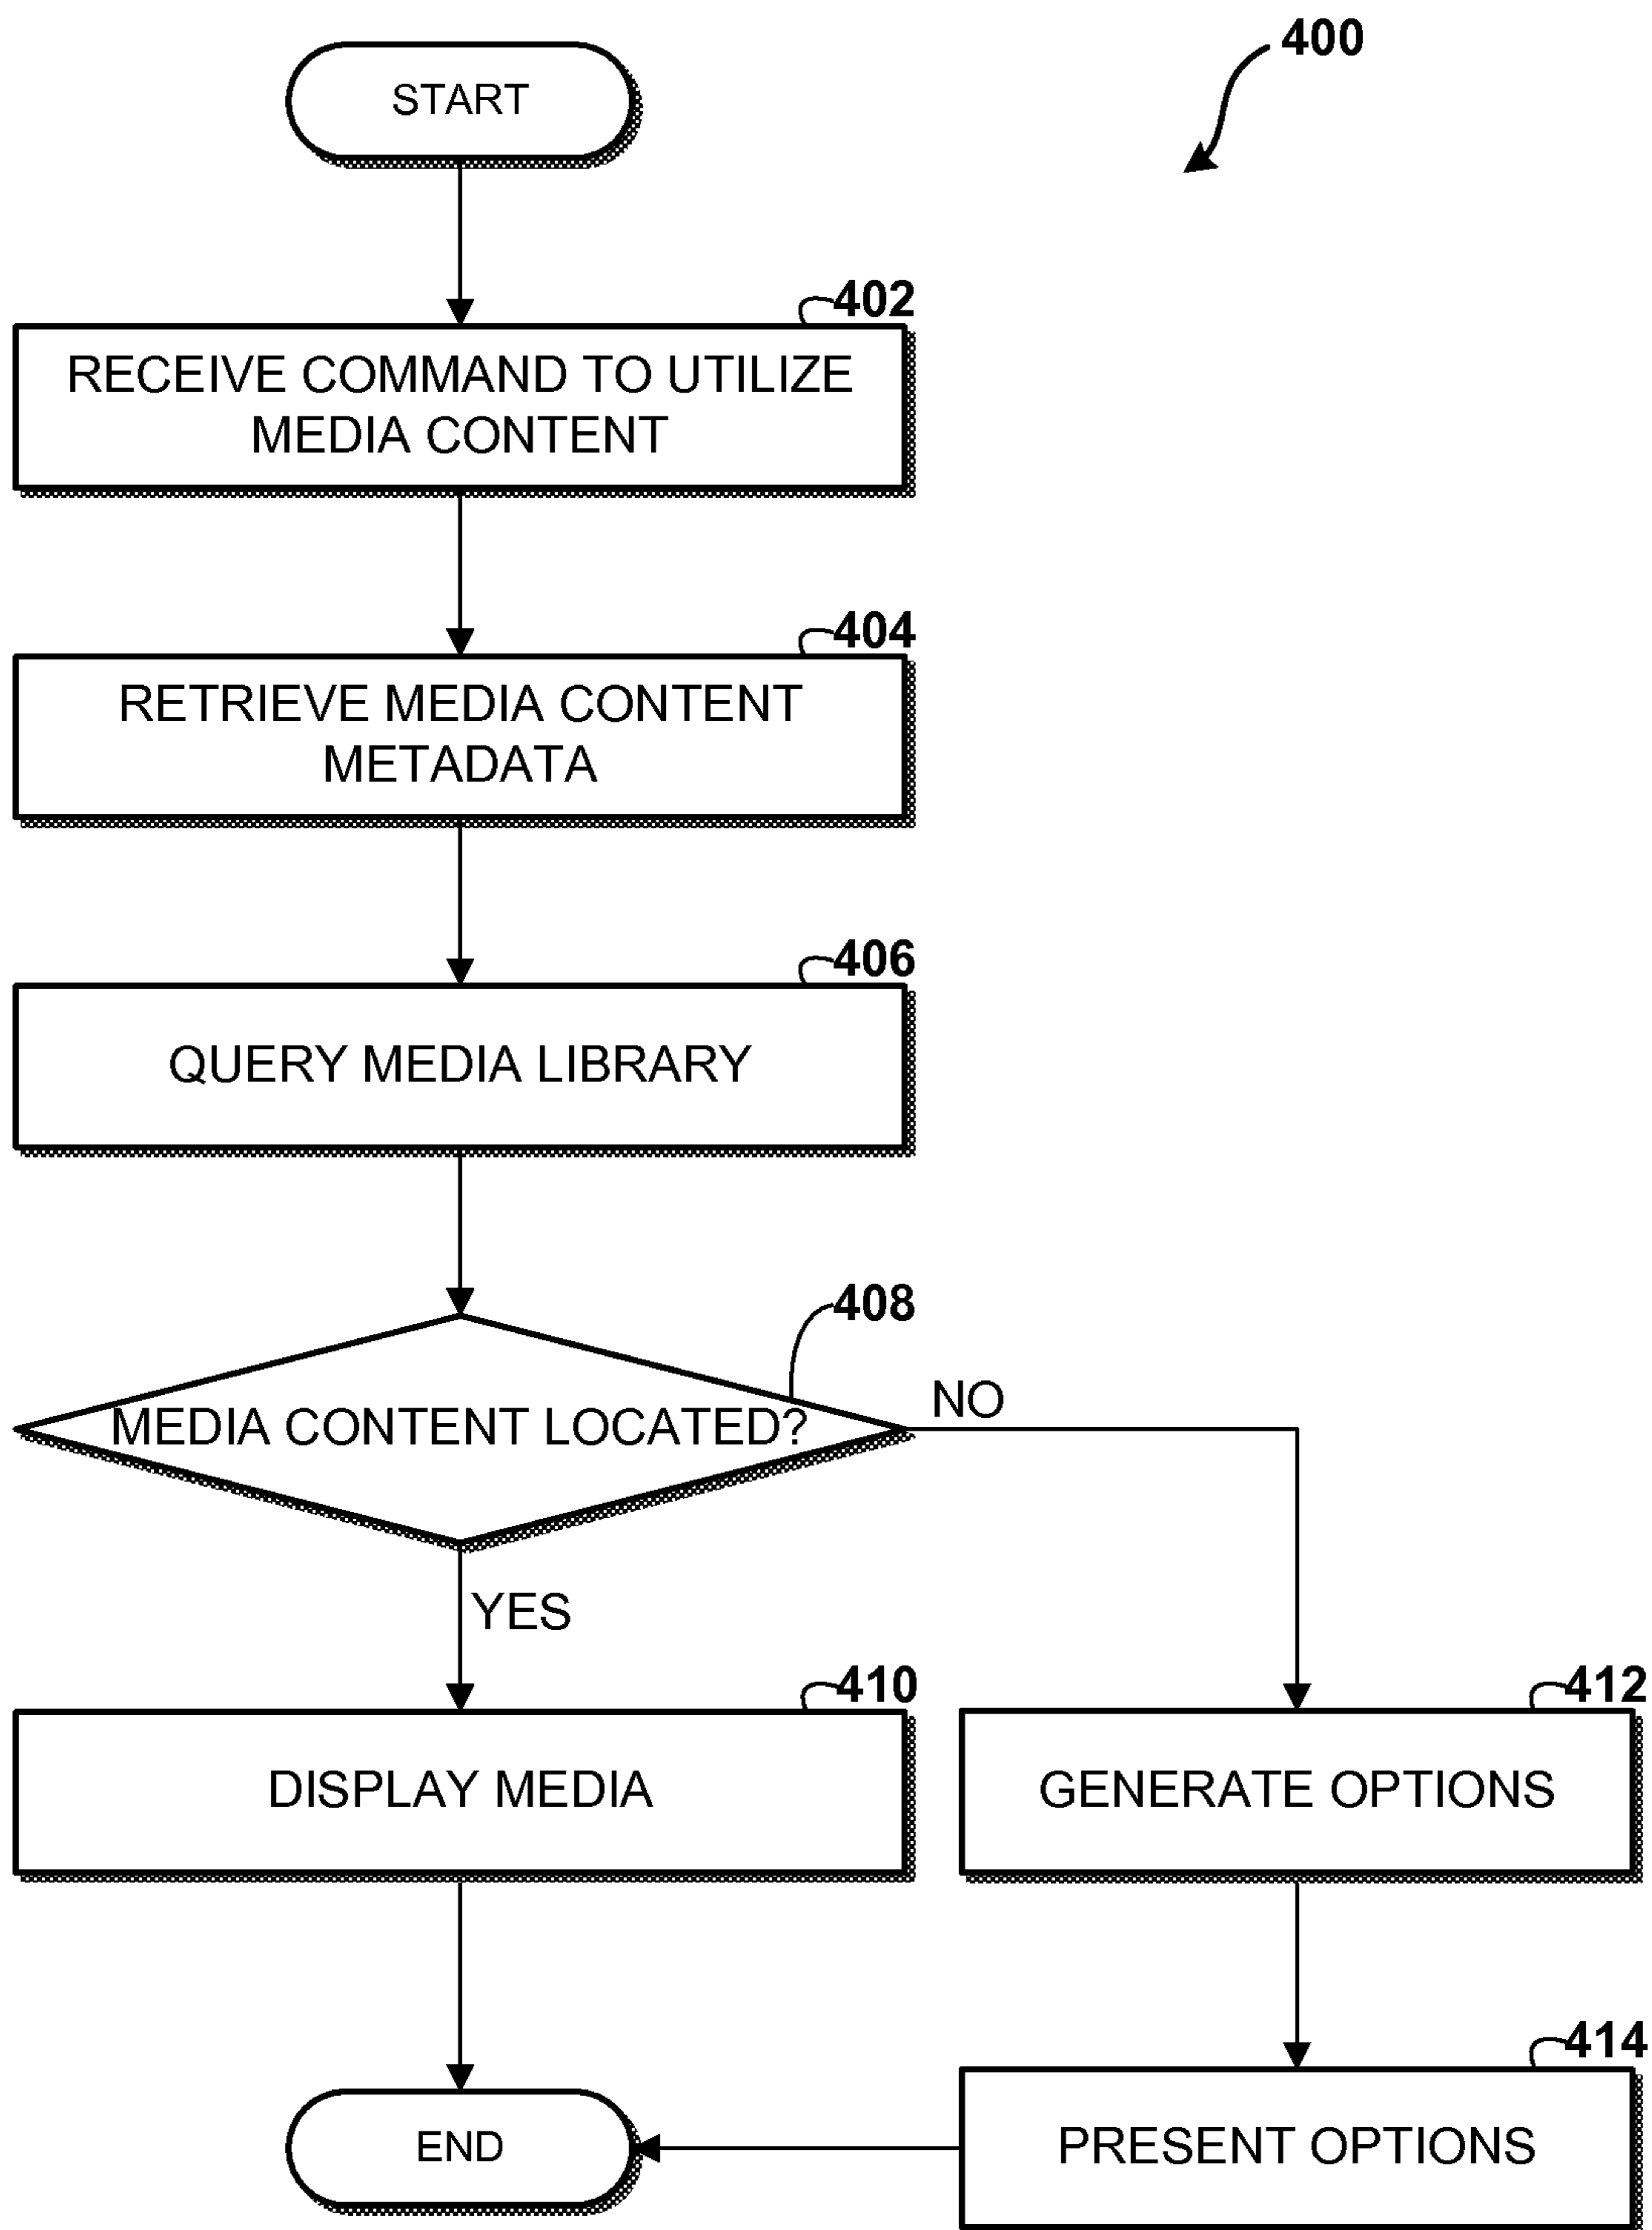 400
START
402
RECEIVE COMMAND TO UTILIZE
MEDIA CONTENT
404
RETRIEVE MEDIA CONTENT
METADATA
406
QUERY MEDIA LIBRARY
408
MEDIA CONTENT LOCATED?
NO
YES
410
DISPLAY MEDIA
412
GENERATE OPTIONS
414
PRESENT OPTIONS
END